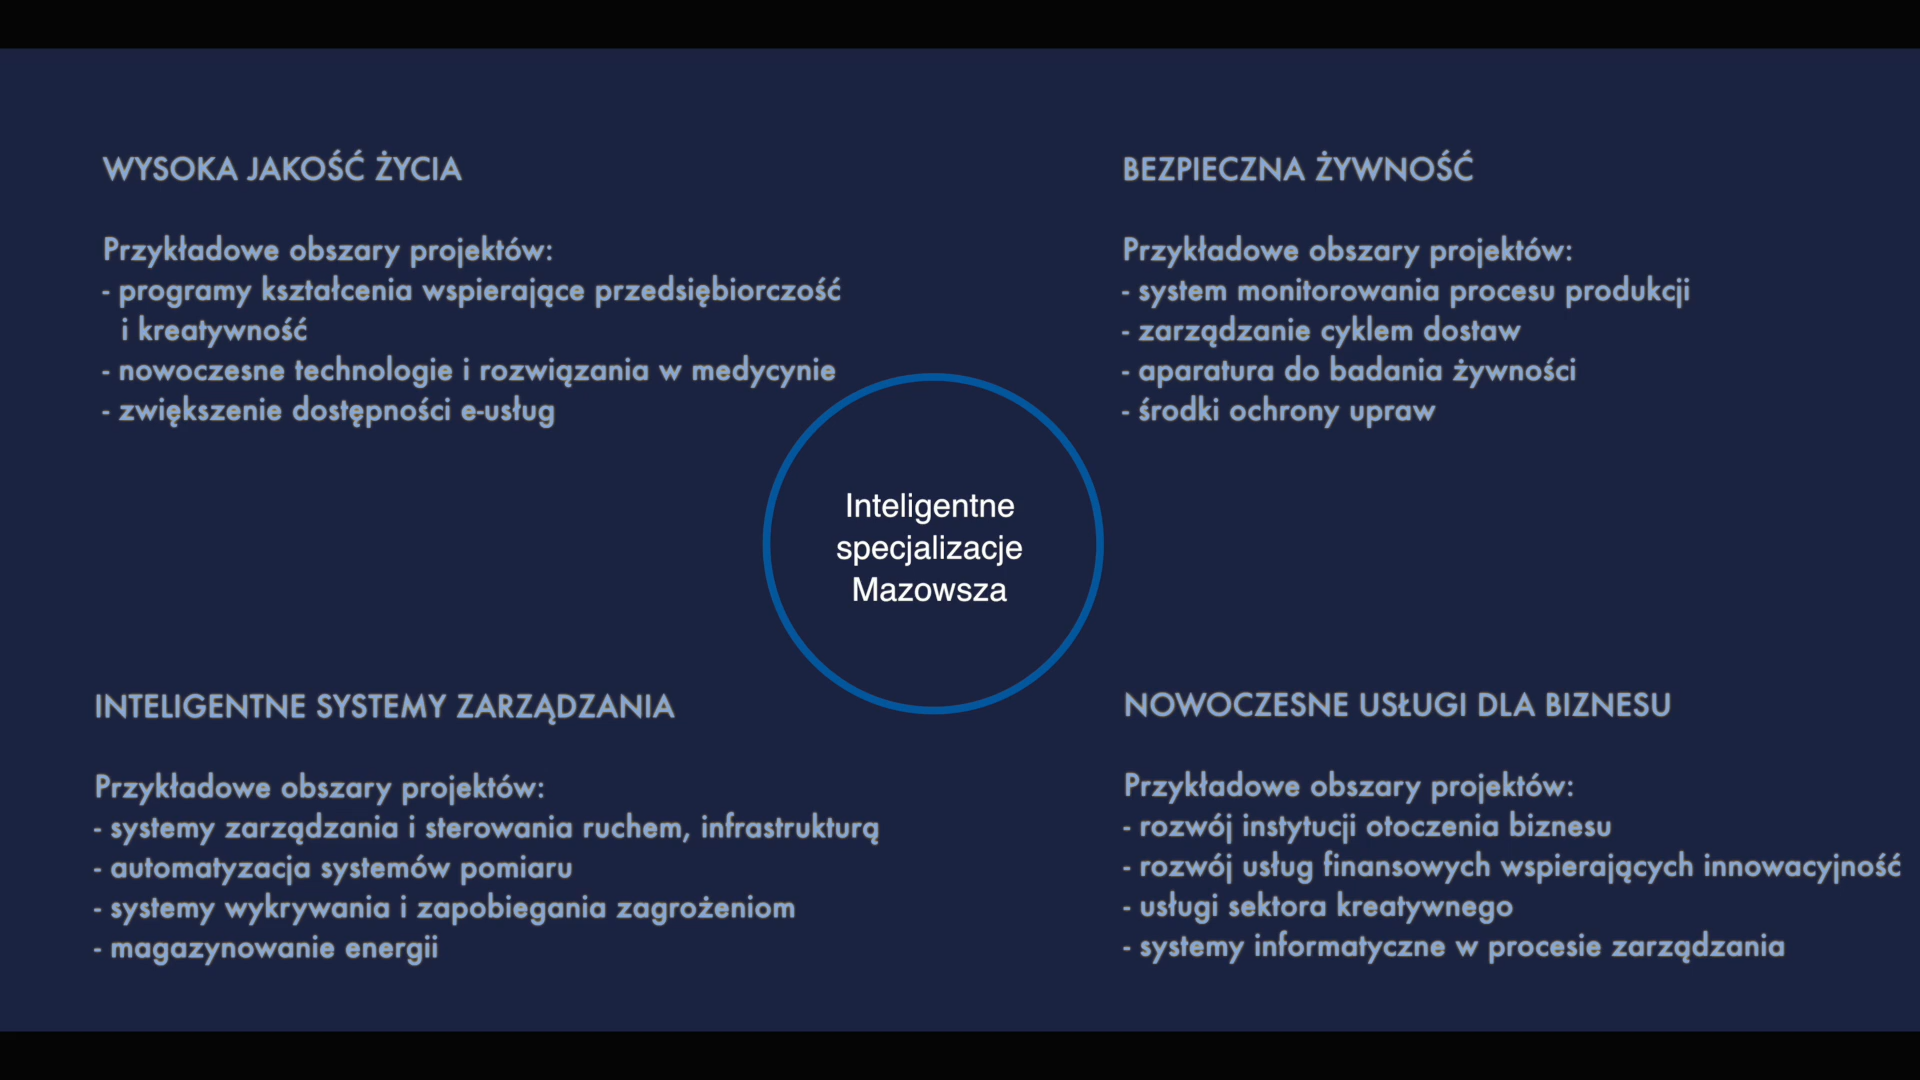 WYSOKA JAKOŚĆ ŻYCIA
Przykładowe obszary projektów:
- programy kształcenia wspierające przedsiębiorczość
i kreatywność
- nowoczesne technologie i rozwiązania w medycynie
- zwiększenie dostępności e-usług
BEZPIECZNA ŻYWNOŚĆ
Przykładowe obszary projektów:
- system monitorowania procesu produkcji
- zarządzanie cyklem dostaw
- aparatura do badania żywności
- środki ochrony upraw
Inteligentne
specjalizacje
Mazowsza
INTELIGENTNE SYSTEMY ZARZĄDZANIA
Przykładowe obszary projektów:
- systemy zarządzania i sterowania ruchem, infrastrukturą
- automatyzacja systemów pomiaru
- systemy wykrywania i zapobiegania zagrożeniom
- magazynowanie energii
NOWOCZESNE USŁUGI DLA BIZNESU
Przykładowe obszary projektów:
- rozwój instytucji otoczenia biznesu
- rozwój usług finansowych wspierających innowacyjność
- usługi sektora kreatywnego
- systemy informatyczne w procesie zarządzania